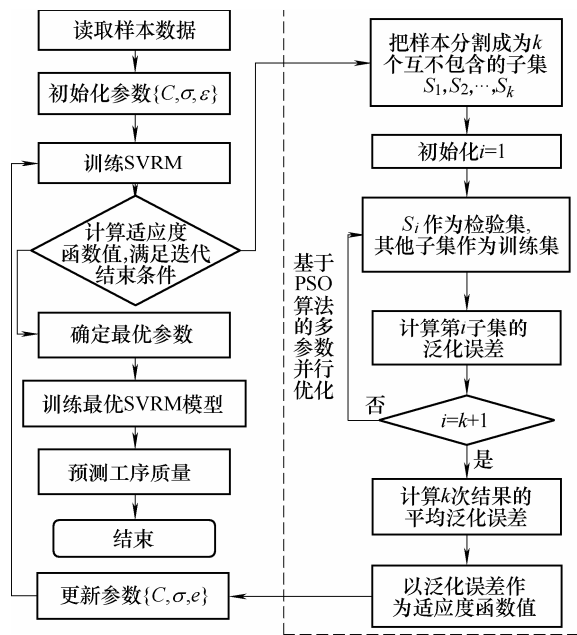 读取样本数据
初始化参数{C,σ,ε}
训练SVRM
计算适应度
函数值,满足迭代
结束条件
确定最优参数
训练最优SVRM模型
预测工序质量
结束
更新参数{C,σ,e}
基于
PSO
算法
的多
参数
并行
优化
把样本分割成为k
个互不包含的子集
S₁,S₂,…,Sₖ
初始化i=1
Sᵢ作为检验集,
其他子集作为训练集
计算第i子集的
泛化误差
否
i=k+1
是
计算k次结果的
平均泛化误差
以泛化误差作
为适应度函数值